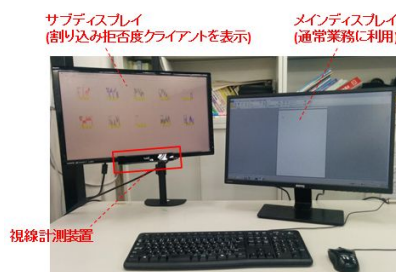 サブディスプレイ
(割り込み拒否度クライアントを表示)
メインディスプレイ
(通常業務に利用)
視線計測装置